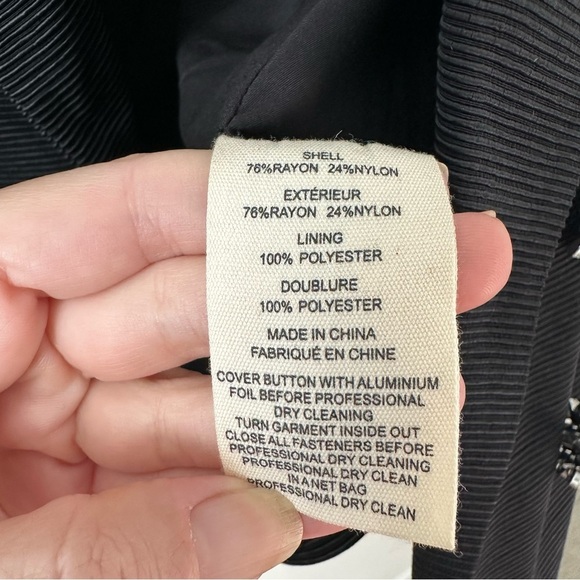 SHELL
76%RAYON 24%NYLON
EXTÉRIEUR
76%RAYON 24%NYLON
LINING
100% POLYESTER
DOUBLURE
100% POLYESTER
MADE IN CHINA
FABRIQUÉ EN CHINE
COVER BUTTON WITH ALUMINIUM
FOIL BEFORE PROFESSIONAL
DRY CLEANING
TURN GARMENT INSIDE OUT
CLOSE ALL FASTENERS BEFORE
PROFESSIONAL DRY CLEANING
PROFESSIONAL DRY CLEAN
IN A NET BAG
PROFESSIONAL DRY CLEAN